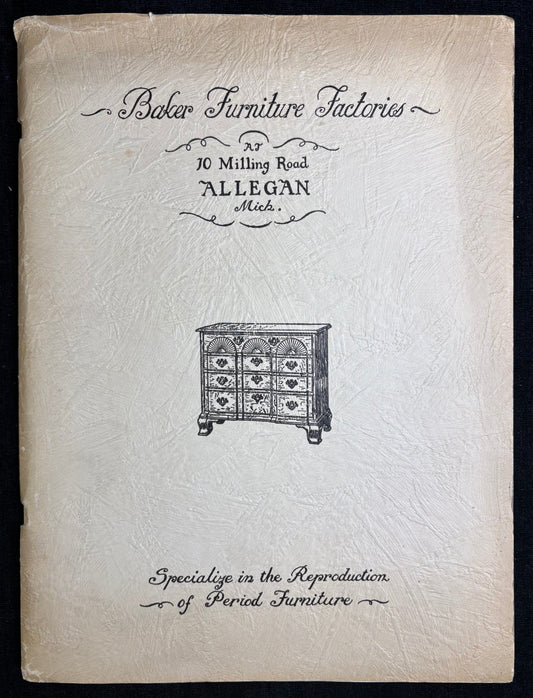 Baker Furniture Factories
AT
10 Milling Road
ALLEGAN
Mich.
Specialize in the Reproduction
of Period Furniture